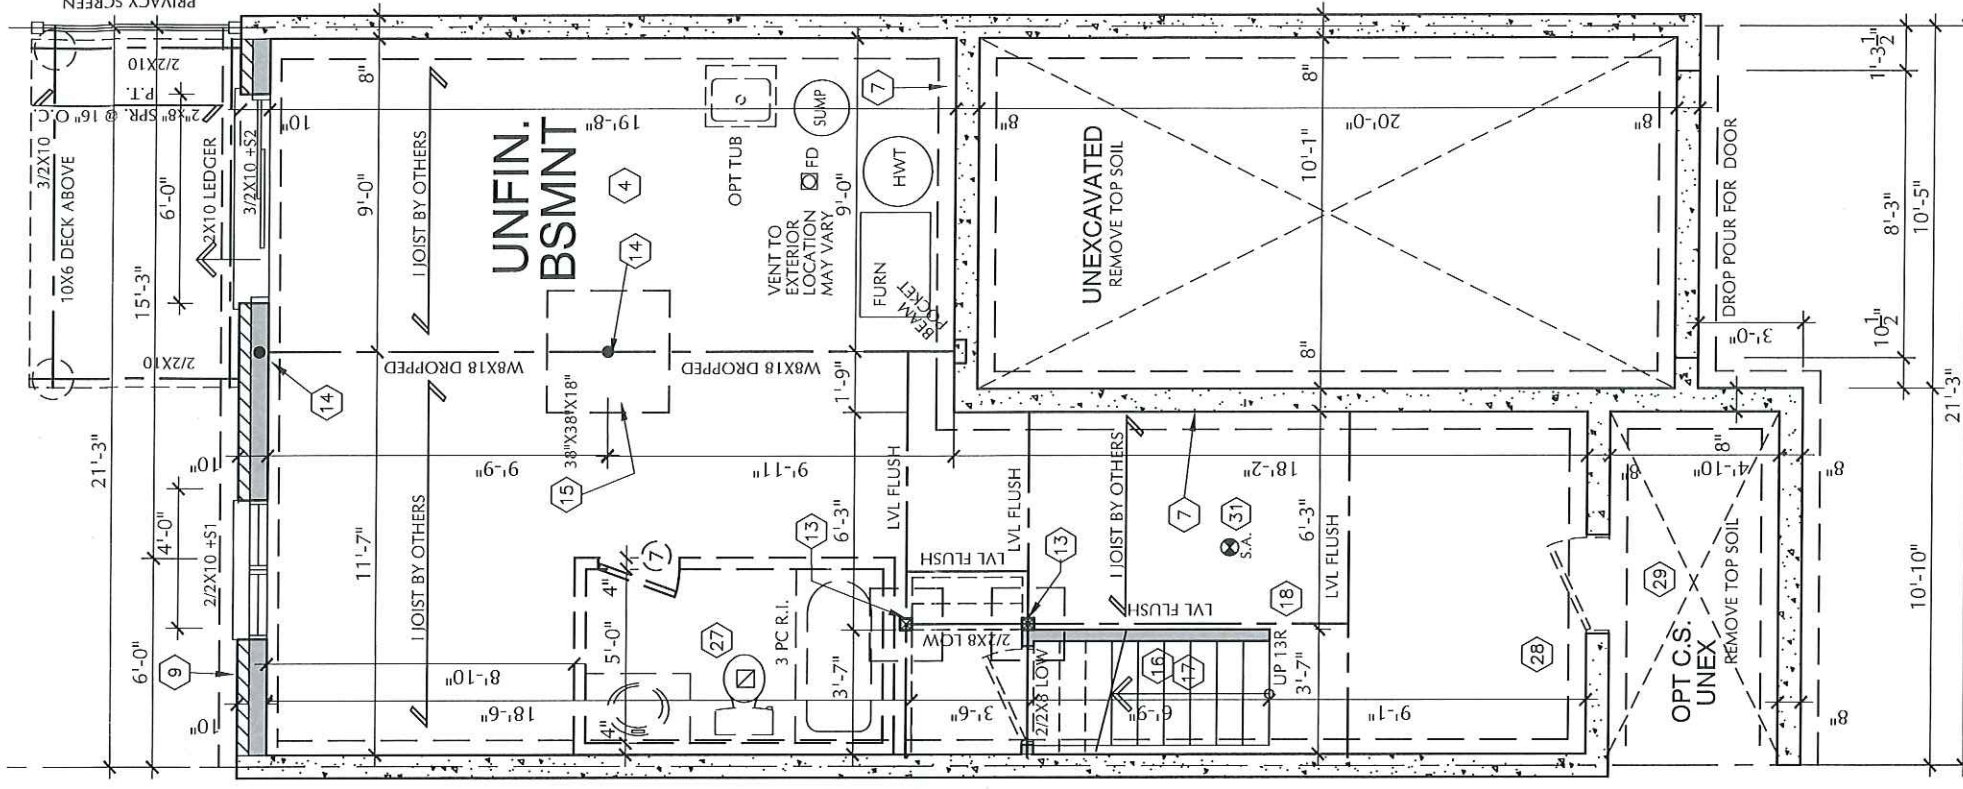 PRIVACY SCREEN
21'-3"
3/2X10
10X6 DECK ABOVE
2/2X10
P.T.
2"x8" SPR. @ 16" O.C.
2/2X10
15'-3"
6'-0"
2X10 LEDGER
3/2X10 +S2
6'-0"
4'-0"
2/2X10 +S1
9
10"
10"
10"
8"
9'-0"
11'-7"
I JOIST BY OTHERS
I JOIST BY OTHERS
14
W8X18 DROPPED
W8X18 DROPPED
UNFIN.
BSMNT
19'-8"
4
14
38"X38"X18"
15
9'-9"
9'-11"
OPT TUB
SUMP
FD
HWT
VENT TO
EXTERIOR
LOCATION
MAY VARY
9'-0"
FURN
BEAM
POCKET
7
1'-9"
8'-10"
18'-6"
4"
5'-0"
4"
7
27
3 PC R.I.
13
6'-3"
3'-7"
LVL FLUSH
LVL FLUSH
LVL FLUSH
2/2X8 LOW
2/2X8 LOW
3'-6"
13
I JOIST BY OTHERS
LVL FLUSH
16
17
6'-9"
UP 13R
18
3'-7"
6'-3"
7
31
S.A.
18'-2"
LVL FLUSH
9'-1"
28
UNEXCAVATED
REMOVE TOP SOIL
8"
20'-0"
8"
8"
10'-1"
8"
DROP POUR FOR DOOR
3'-0"
29
OPT C.S.
UNEX
REMOVE TOP SOIL
8"
8"
4'-10"
8"
8"
1'-3 1/2"
8'-3"
10 1/2"
10'-5"
10'-10"
21'-3"